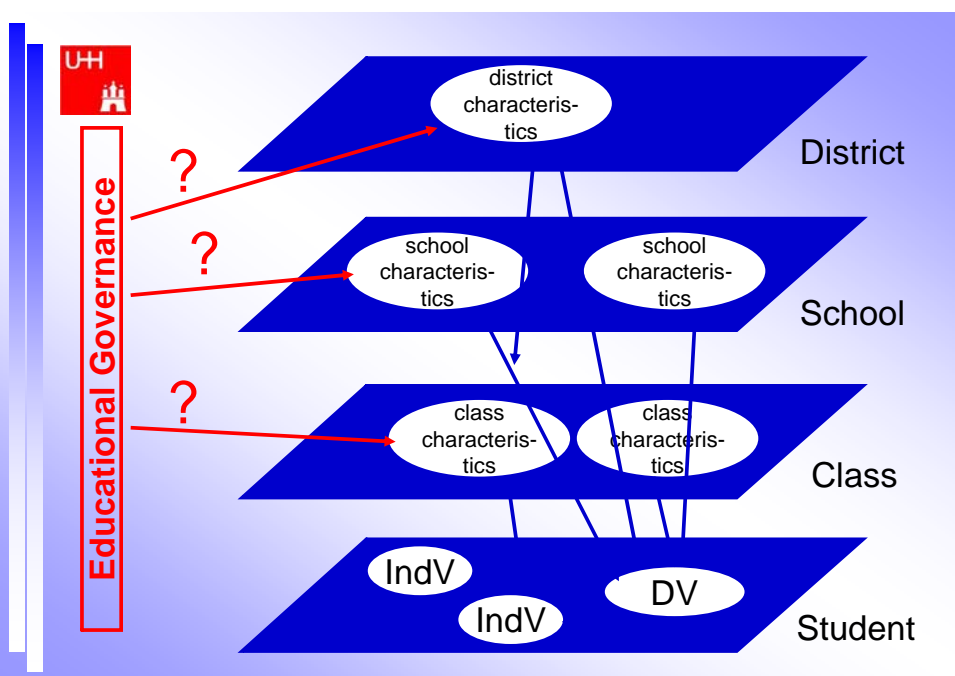 UHH
Educational Governance
?
?
?
district
characteris-
tics
District
school
characteris-
tics
school
characteris-
tics
School
class
characteris-
tics
class
characteris-
tics
Class
IndV
IndV
DV
Student